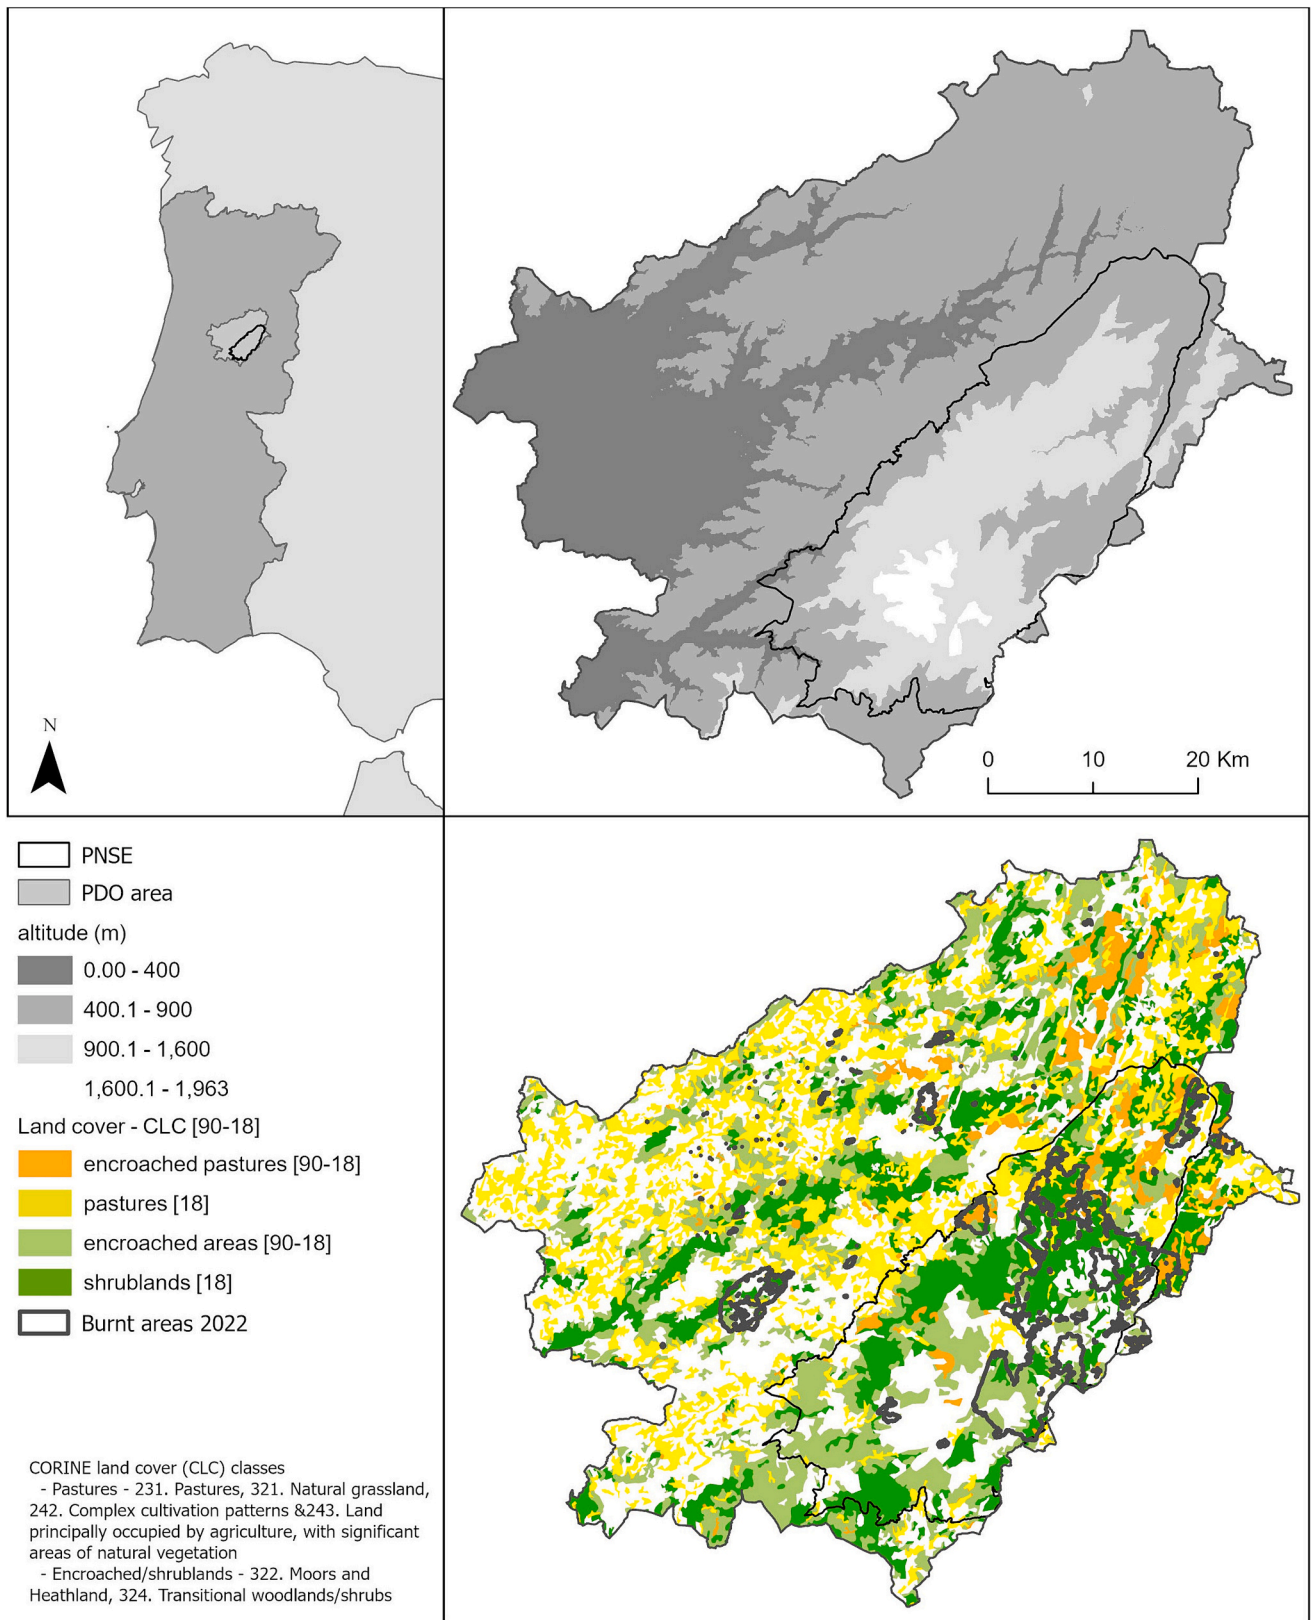 N
0 10 20 Km
PNSE
PDO area
altitude (m)
0.00 - 400
400.1 - 900
900.1 - 1,600
1,600.1 - 1,963
Land cover - CLC [90-18]
encroached pastures [90-18]
pastures [18]
encroached areas [90-18]
shrublands [18]
Burnt areas 2022
CORINE land cover (CLC) classes
- Pastures - 231. Pastures, 321. Natural grassland,
242. Complex cultivation patterns &243. Land
principally occupied by agriculture, with significant
areas of natural vegetation
- Encroached/shrublands - 322. Moors and
Heathland, 324. Transitional woodlands/shrubs